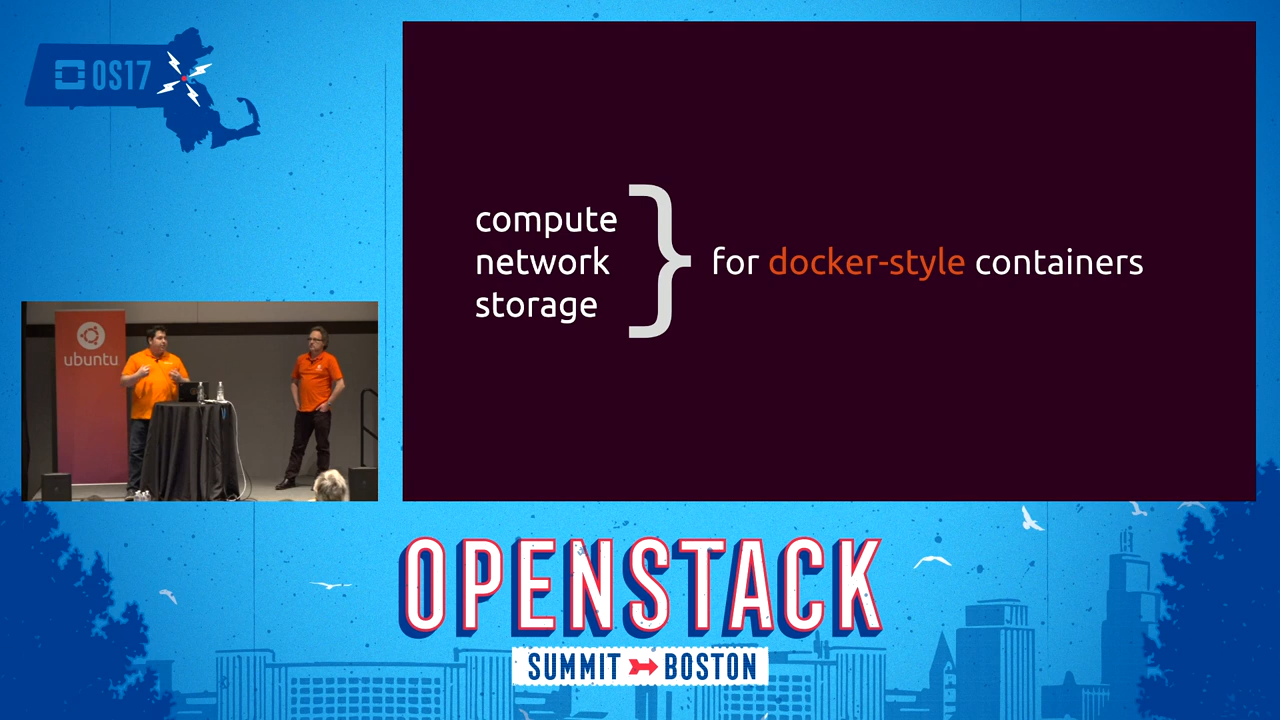 OS17
compute
network
storage
} for docker-style containers
ubuntu
OPENSTACK
SUMMIT BOSTON